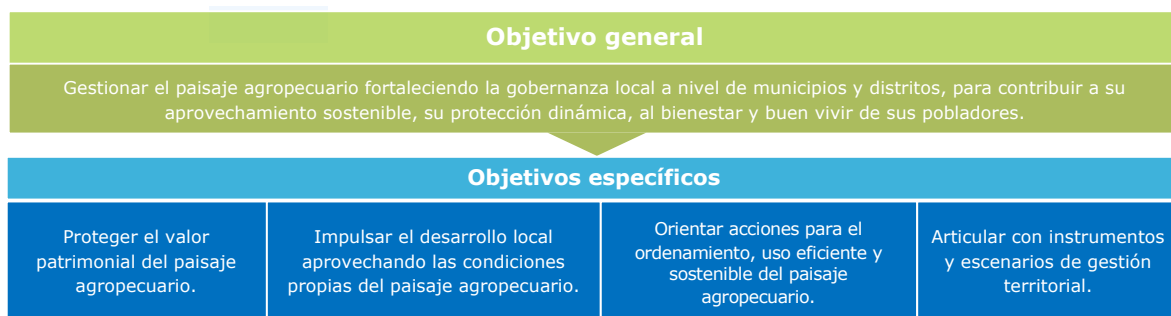 Objetivo general
Gestionar el paisaje agropecuario fortaleciendo la gobernanza local a nivel de municipios y distritos, para contribuir a su
aprovechamiento sostenible, su protección dinámica, al bienestar y buen vivir de sus pobladores.
Objetivos específicos
Proteger el valor
patrimonial del paisaje
agropecuario.
Impulsar el desarrollo local
aprovechando las condiciones
propias del paisaje agropecuario.
Orientar acciones para el
ordenamiento, uso eficiente y
sostenible del paisaje
agropecuario.
Articular con instrumentos
y escenarios de gestión
territorial.